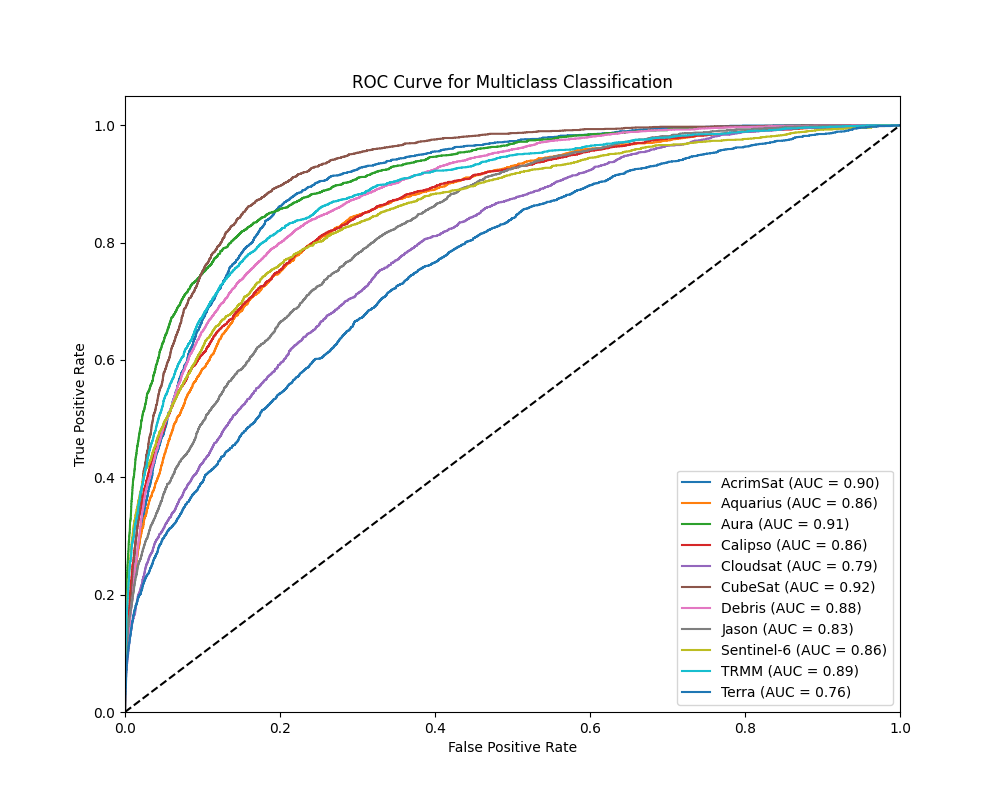 ROC Curve for Multiclass Classification
True Positive Rate
1.0
0.8
0.6
0.4
0.2
0.0
AcrimSat (AUC = 0.90)
Aquarius (AUC = 0.86)
Aura (AUC = 0.91)
Calipso (AUC = 0.86)
Cloudsat (AUC = 0.79)
CubeSat (AUC = 0.92)
Debris (AUC = 0.88)
Jason (AUC = 0.83)
Sentinel-6 (AUC = 0.86)
TRMM (AUC = 0.89)
Terra (AUC = 0.76)
0.0 0.2 0.4 0.6 0.8 1.0
False Positive Rate